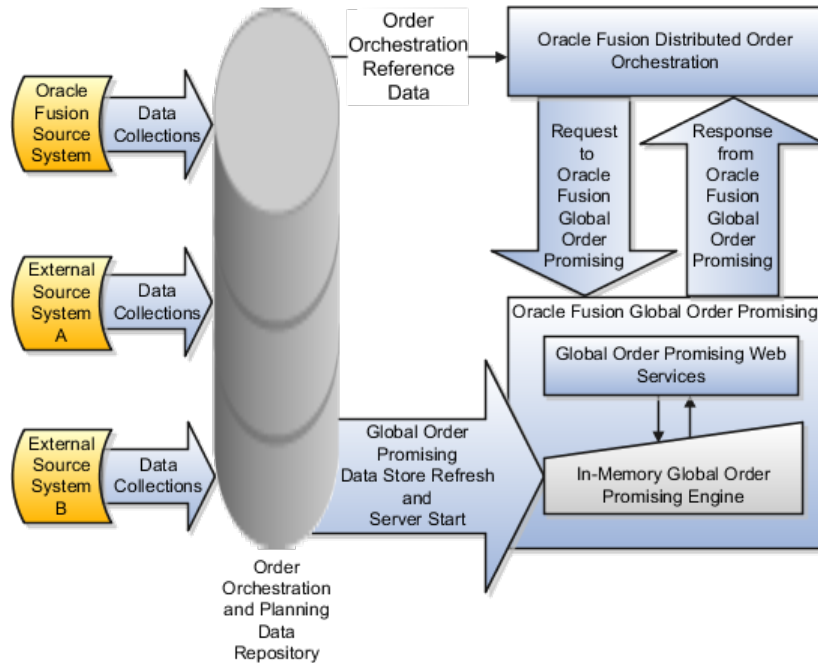 Oracle
Fusion
Source
System
Data
Collections
External
Source
System
A
Data
Collections
External
Source
System
B
Data
Collections
Order
Orchestration
and Planning
Data
Repository
Order
Orchestration
Reference
Data
Oracle Fusion Distributed Order
Orchestration
Request
to
Oracle
Fusion
Global
Order
Promising
Response
from
Oracle
Fusion
Global
Order
Promising
Global Order
Promising
Data Store Refresh
and
Server Start
Oracle Fusion Global Order Promising
Global Order Promising Web
Services
In-Memory Global Order
Promising Engine